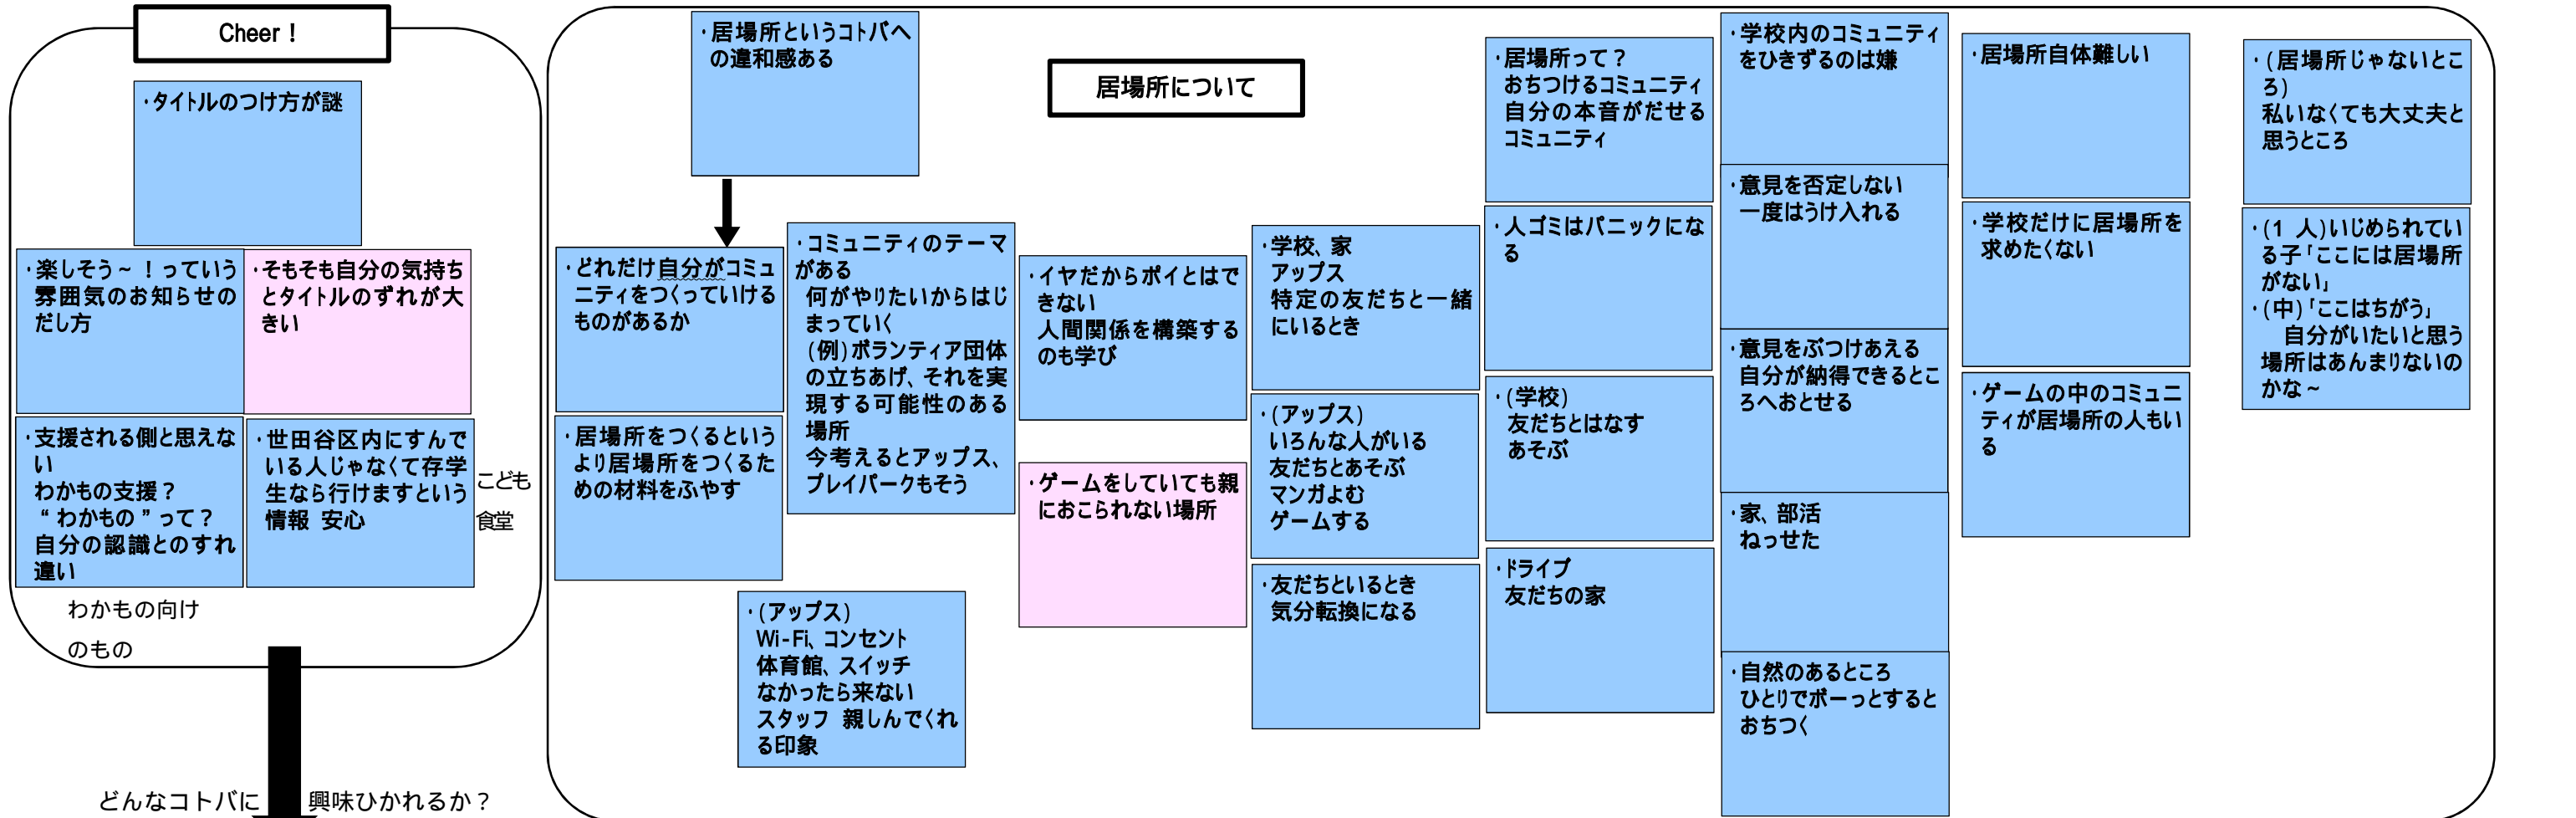 Cheer！
・タイトルのつけ方が謎
・楽しそう～！っていう
雰囲気のお知らせの
だし方
・そもそも自分の気持ち
とタイトルのずれが大
きい
・支援される側と思えな
い
わかもの支援？
“わかもの”って？
自分の認識とのすれ
違い
・世田谷区内にすんで
いる人じゃなくて存学
生なら行けますという
情報 安心
こども
食堂
わかもの向け
のもの
どんなコトバに
興味ひかれるか？
居場所について
・居場所というコトバへ
の違和感ある
・どれだけ自分がコミュ
ニティをつくっていける
ものがあるか
・居場所をつくるという
より居場所をつくるた
めの材料をふやす
・コミュニティのテーマ
がある
何がやりたいからはじ
まっていく
(例)ボランティア団体
の立ちあげ、それを実
現する可能性のある
場所
今考えるとアップス、
プレイパークもそう
・(アップス)
Wi-Fi、コンセント
体育館、スイッチ
なかったら来ない
スタッフ 親しんでくれ
る印象
・イヤだからポイとはで
きない
人間関係を構築する
のも学び
・ゲームをしていても親
におこられない場所
・学校、家
アップス
特定の友だちと一緒
にいるとき
・(アップス)
いろんな人がいる
友だちとあそぶ
マンガよむ
ゲームする
・友だちといるとき
気分転換になる
・居場所って？
おちつけるコミュニティ
自分の本音がだせる
コミュニティ
・人ゴミはパニックにな
る
・(学校)
友だちとはなす
あそぶ
・ドライブ
友だちの家
・学校内のコミュニティ
をひきずるのは嫌
・意見を否定しない
一度はうけ入れる
・意見をぶつけあえる
自分が納得できるとこ
ろへおとせる
・家、部活
ねっせた
・自然のあるところ
ひとりでボーっとすると
おちつく
・居場所自体難しい
・学校だけに居場所を
求めたくない
・ゲームの中のコミュニ
ティが居場所の人もい
る
・(居場所じゃないとこ
ろ)
私いなくても大丈夫と
思うところ
・(1 人)いじめられてい
る子「ここには居場所
がない」
・(中)「ここはちがう」
自分がいたいと思う
場所はあんまりないの
かな～